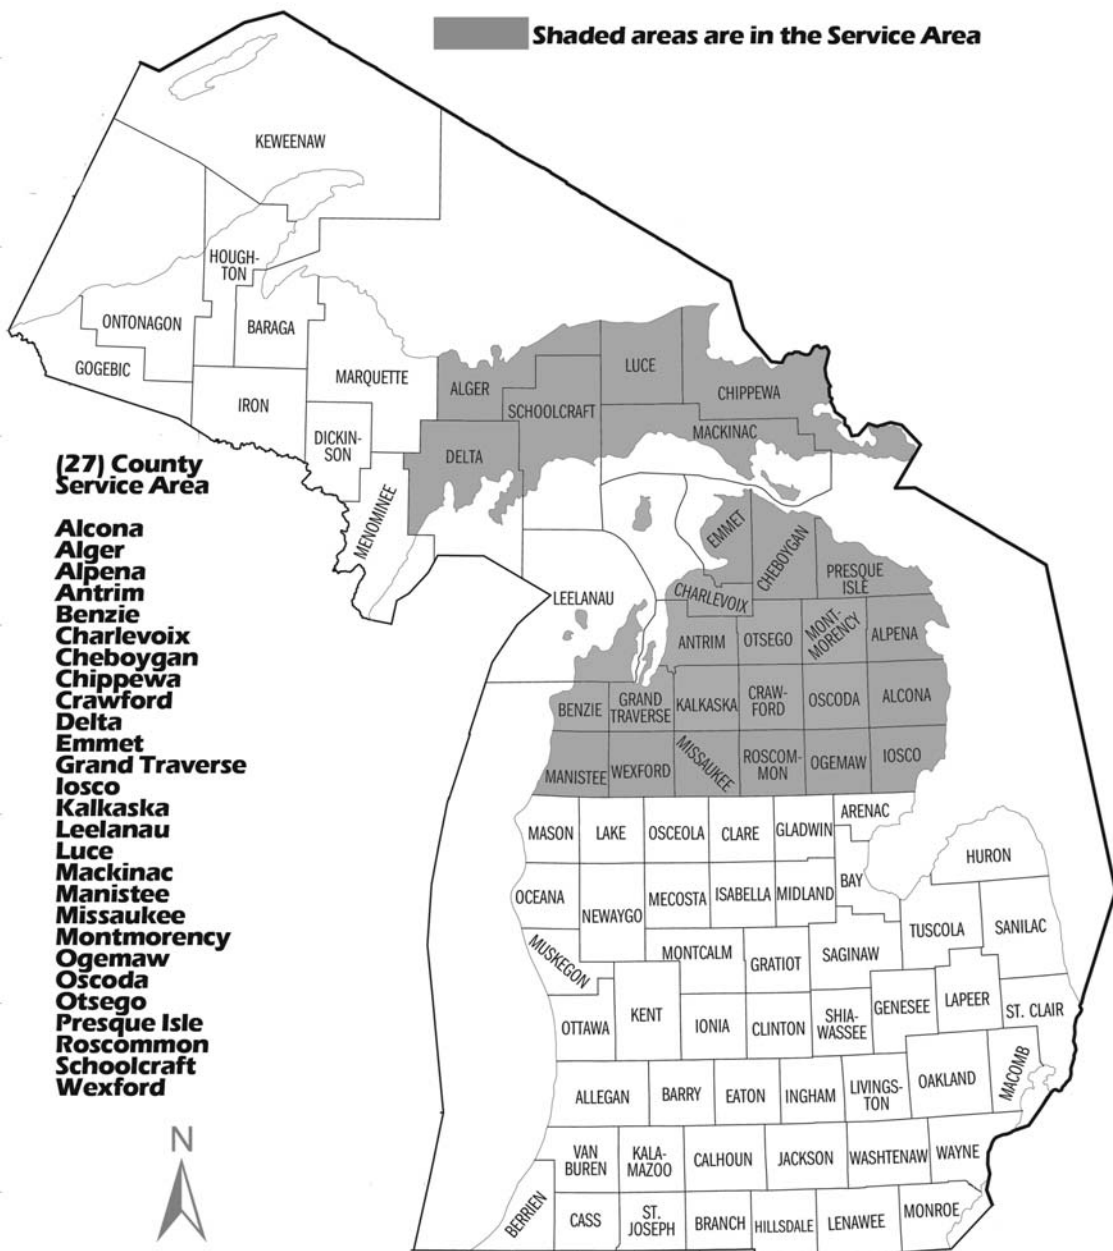 Shaded areas are in the Service Area
KEWEENAW
HOUGH-
TON
ONTONAGON
BARAGA
GOGEBIC
MARQUETTE
IRON
DICKIN-
SON
MENOMINEE
ALGER
LUCE
CHIPPEWA
SCHOOLCRAFT
MACKINAC
DELTA
(27) County
Service Area
Alcona
Alger
Alpena
Antrim
Benzie
Charlevoix
Cheboygan
Chippewa
Crawford
Delta
Emmet
Grand Traverse
Iosco
Kalkaska
Leelanau
Luce
Mackinac
Manistee
Missaukee
Montmorency
Ogemaw
Oscoda
Otsego
Presque Isle
Roscommon
Schoolcraft
Wexford
N
EMMET
CHEBOYGAN
PRESQUE
ISLE
LEELANAU
CHARLEVOIX
ANTRIM
OTSEGO
MONT-
MORENCY
ALPENA
BENZIE
GRAND
TRAVERSE
KALKASKA
CRAW-
FORD
OSCODA
ALCONA
MANISTEE
WEXFORD
MISSAUKEE
ROSCOM-
MON
OGEMAW
IOSCO
MASON
LAKE
OSCEOLA
CLARE
GLADWIN
ARENAC
HURON
OCEANA
NEWAYGO
MECOSTA
ISABELLA
MIDLAND
BAY
TUSCOLA
SANILAC
MUSKEGON
MONTCALM
GRATIOT
SAGINAW
OTTAWA
KENT
IONIA
CLINTON
SHIA-
WASSEE
GENESEE
LAPEER
ST. CLAIR
ALLEGAN
BARRY
EATON
INGHAM
LIVINGS-
TON
OAKLAND
MACOMB
VAN
BUREN
KALA-
MAZOO
CALHOUN
JACKSON
WASHTENAW
WAYNE
BERRIEN
CASS
ST.
JOSEPH
BRANCH
HILLSDALE
LENAWEE
MONROE